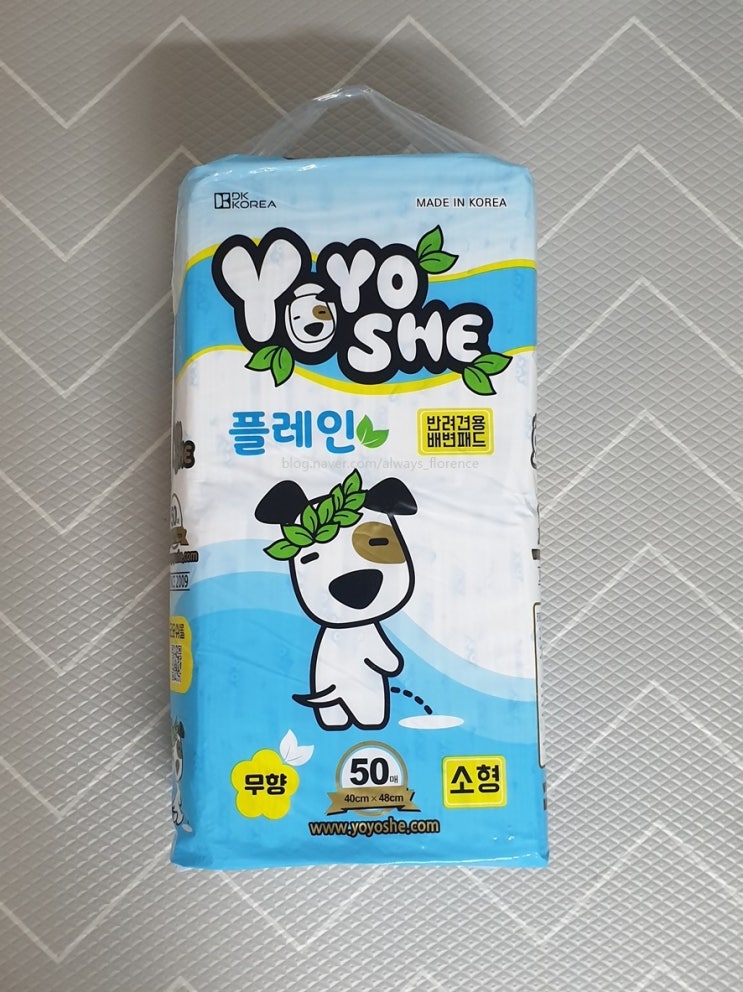 DK
KOREA
MADE IN KOREA
YOYO
SHE
플레인
반려견용
배변패드
blog.naver.com/always_florence
무향
50매
40cm × 48cm
소형
www.yoyoshe.com
2009